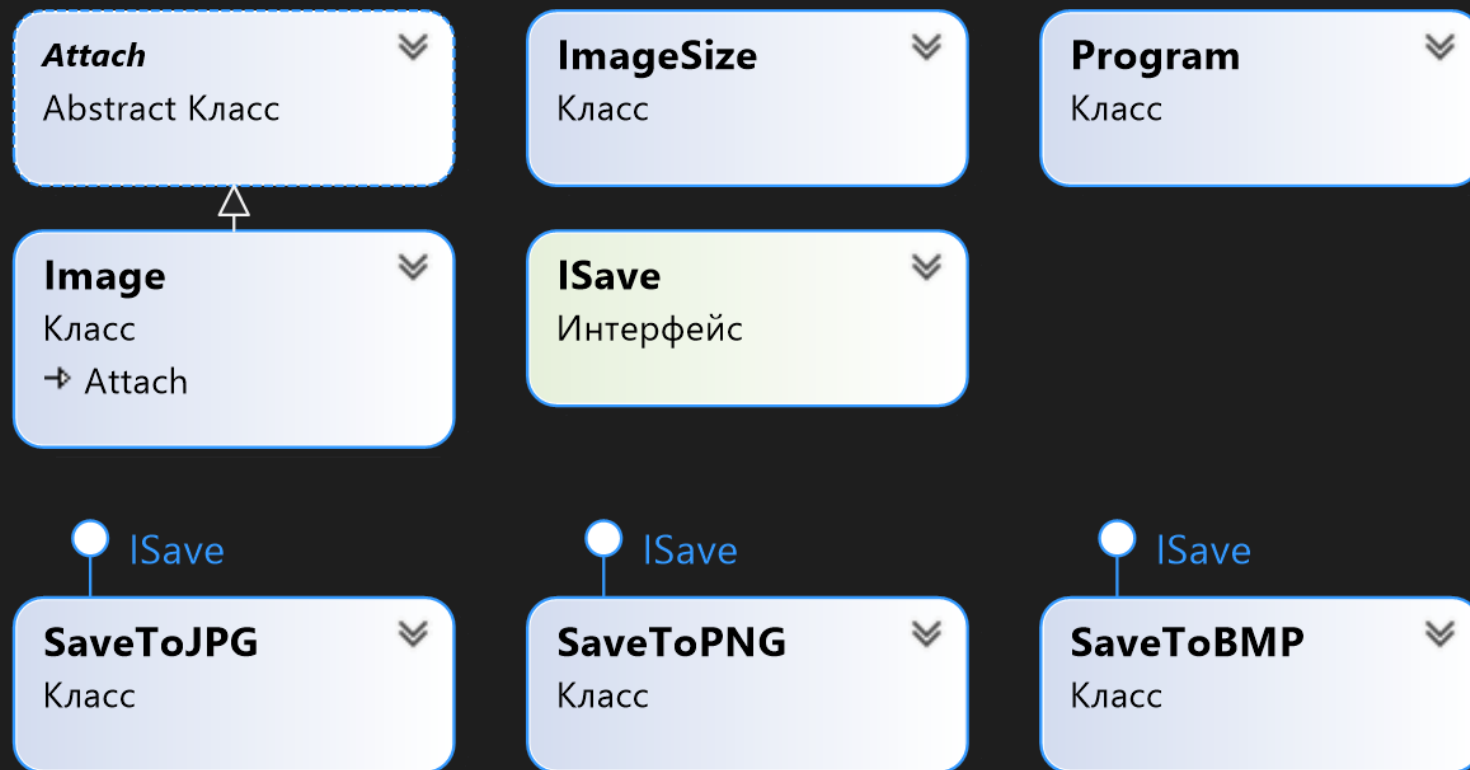 Attach
Abstract Класс
ImageSize
Класс
Program
Класс
Image
Класс
Attach
ISave
Интерфейс
ISave
SaveToJPG
Класс
ISave
SaveToPNG
Класс
ISave
SaveToBMP
Класс